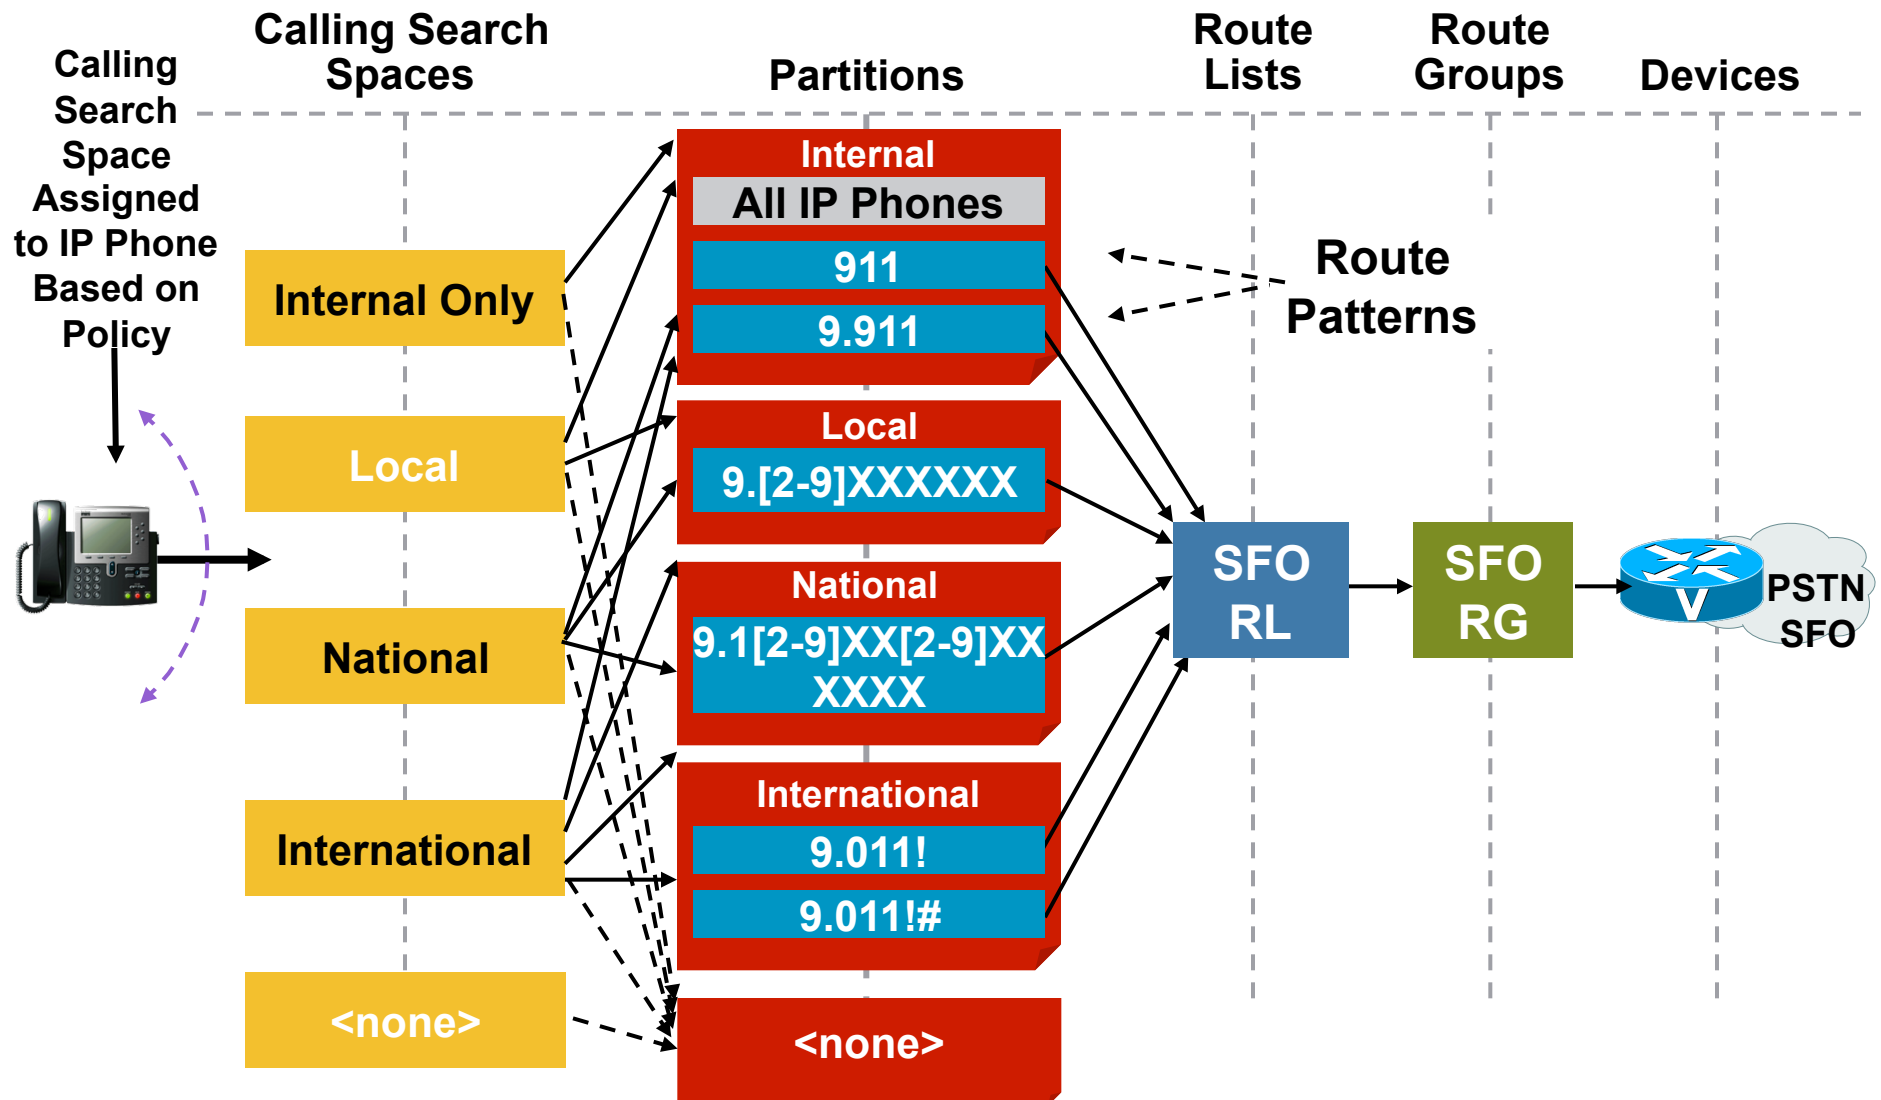 Calling Search
Spaces
Partitions
Route
Lists
Route
Groups
Devices
Calling
Search
Space
Assigned
to IP Phone
Based on
Policy
Internal Only
Local
National
International
<none>
Internal
All IP Phones
911
9.911
Local
9.[2-9]XXXXXX
National
9.1[2-9]XX[2-9]XX
XXXX
International
9.011!
9.011!#
<none>
Route
Patterns
SFO
RL
SFO
RG
V
PSTN
SFO